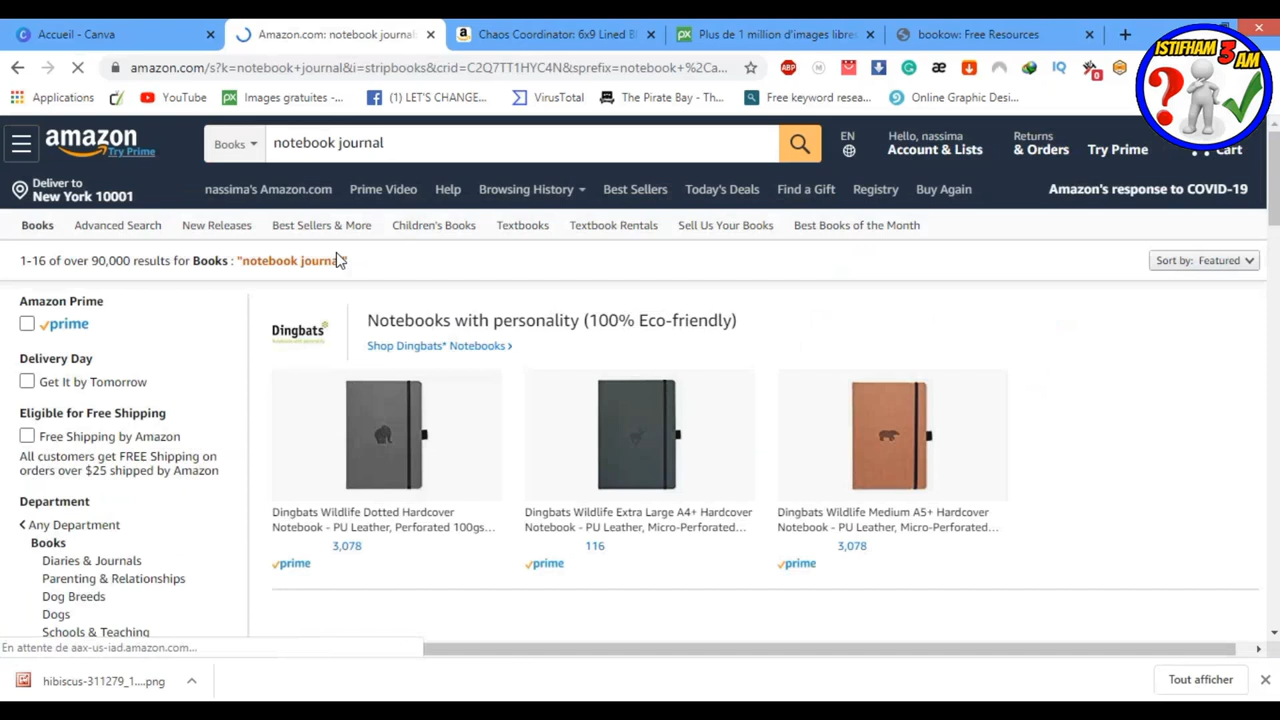 Accueil - Canva
Amazon.com: notebook journal
Chaos Coordinator: 6x9 Lined Bl
Plus de 1 million d'images libres
bookow: Free Resources
amazon.com/s?k=notebook+journal&i=stripbooks&crid=C2Q7TT1IYC
&sprefix=notebook+%2Ca...
Applications
YouTube
Images gratuites -...
(1) LET'S CHANGE...
VirusTotal
The Pirate Bay - Th...
Free keyword resea...
Online Graphic Desi...
ISTIFHAM 3 AM
amazon
Try Prime
Books
notebook journal
EN
Hello, nassima
Account & Lists
Returns
& Orders
Try Prime
Cart
Deliver to
New York 10001
nassima's Amazon.com
Prime Video
Help
Browsing History
Best Sellers
Today's Deals
Find a Gift
Registry
Buy Again
Amazon's response to COVID-19
Books
Advanced Search
New Releases
Best Sellers & More
Children's Books
Textbooks
Textbook Rentals
Sell Us Your Books
Best Books of the Month
1-16 of over 90,000 results for Books : "notebook journal"
Sort by: Featured
Amazon Prime
prime
Delivery Day
Get It by Tomorrow
Eligible for Free Shipping
Free Shipping by Amazon
All customers get FREE Shipping on
orders over $25 shipped by Amazon
Department
Any Department
Books
Diaries & Journals
Parenting & Relationships
Dog Breeds
Dogs
Schools & Teaching
Dingbats
Notebooks with personality (100% Eco-friendly)
Shop Dingbats* Notebooks ›
Dingbats Wildlife Dotted Hardcover
Notebook - PU Leather, Perforated 100gs...
3,078
prime
Dingbats Wildlife Extra Large A4+ Hardcover
Notebook - PU Leather, Micro-Perforated...
116
prime
Dingbats Wildlife Medium A5+ Hardcover
Notebook - PU Leather, Micro-Perforated...
3,078
prime
En attente de aax-us-iad.amazon.com...
hibiscus-311279_1....png
Tout afficher